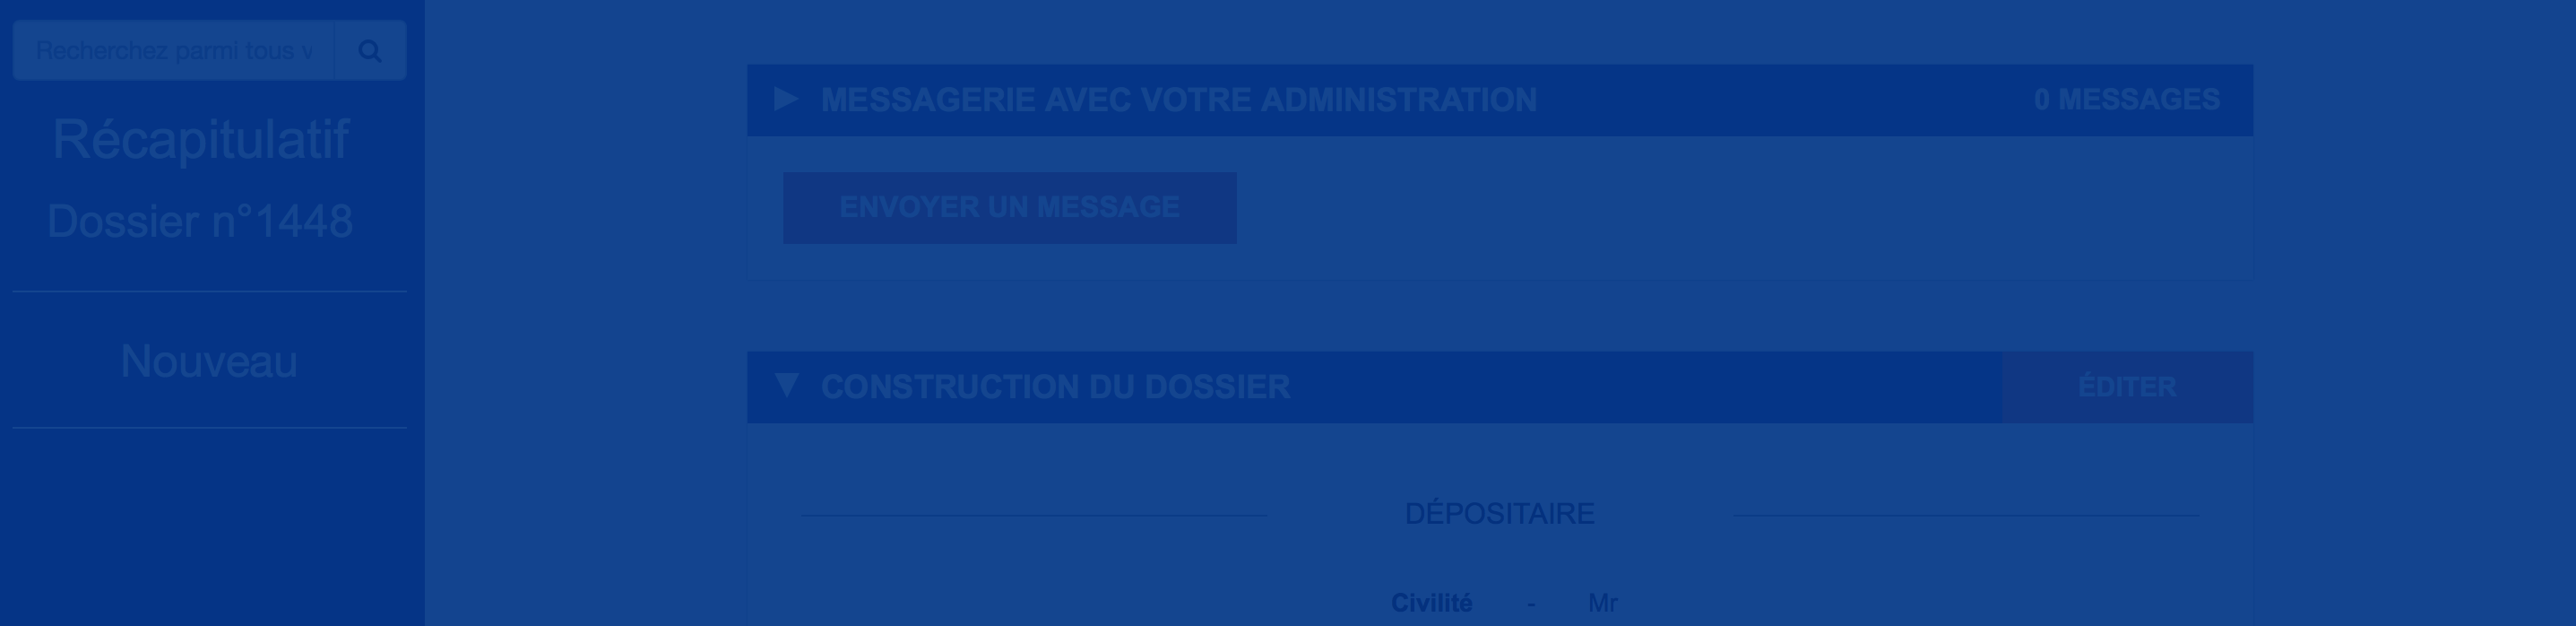 Recherchez parmi tous v
Récapitulatif
Dossier n°1448
Nouveau
MESSAGERIE AVEC VOTRE ADMINISTRATION
0 MESSAGES
ENVOYER UN MESSAGE
CONSTRUCTION DU DOSSIER
ÉDITER
DÉPOSITAIRE
Civilité - Mr